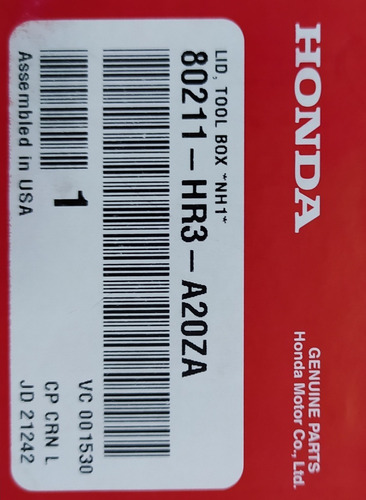 HONDA
GENUINE PARTS
Honda Motor Co., Ltd.
LID, TOOL BOX *NH1*
80211-HR3-A20ZA
1
VC 001530
CP CRN L
Assembled in USA
JD 21242